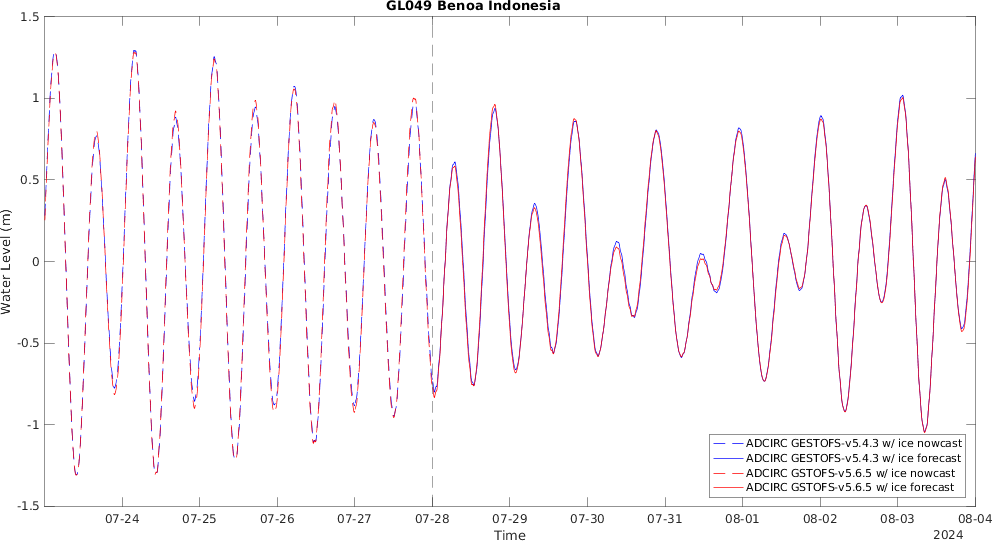 GL049 Benoa Indonesia
1.5
1
0.5
0
-0.5
-1
-1.5
Water Level (m)
ADCIRC GESTOFS-v5.4.3 w/ ice nowcast
ADCIRC GESTOFS-v5.4.3 w/ ice forecast
ADCIRC GSTOFS-v5.6.5 w/ ice nowcast
ADCIRC GSTOFS-v5.6.5 w/ ice forecast
07-24 07-25 07-26 07-27 07-28 07-29 07-30 07-31 08-01 08-02 08-03 08-04
Time
2024